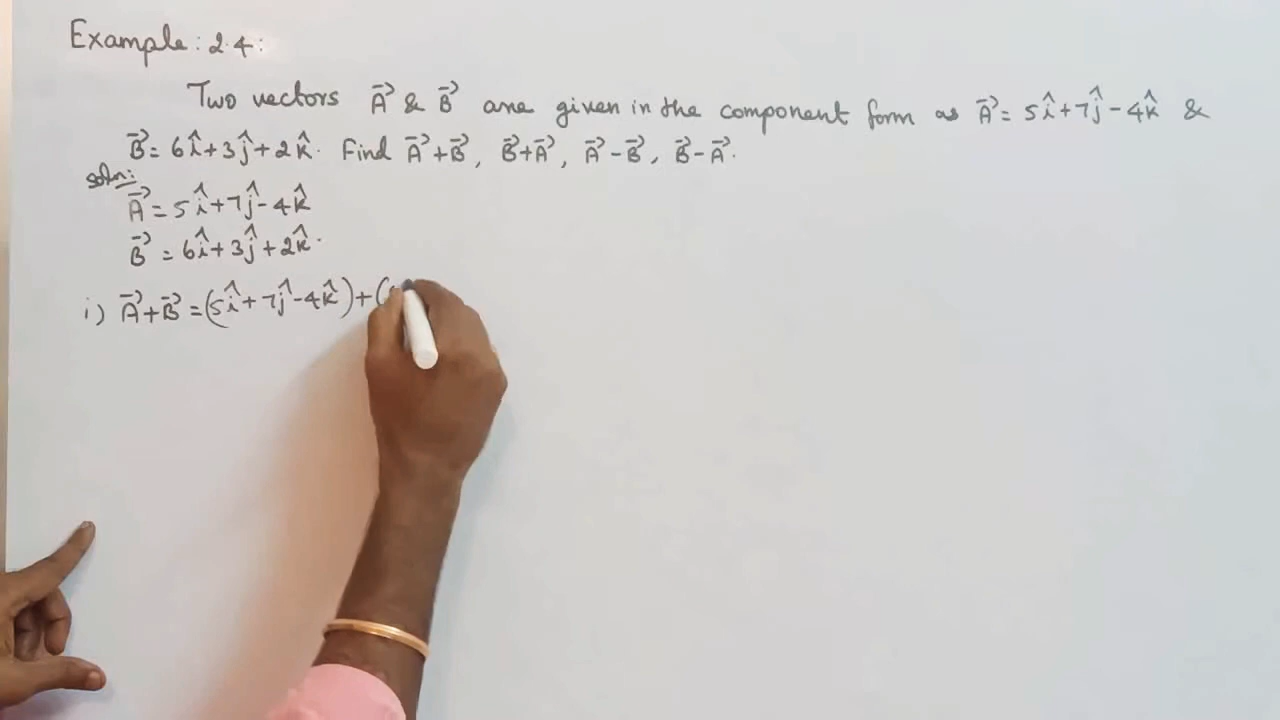 Example: 2.4:
Two vectors A⃗ & B⃗ are given in the component form as A⃗ = 5î + 7ĵ - 4k̂ &
B⃗ = 6î + 3ĵ + 2k̂. Find A⃗ + B⃗, B⃗ + A⃗, A⃗ - B⃗, B⃗ - A⃗.
soln:
A⃗ = 5î + 7ĵ - 4k̂
B⃗ = 6î + 3ĵ + 2k̂.
i) A⃗ + B⃗ = (5î + 7ĵ - 4k̂) + (